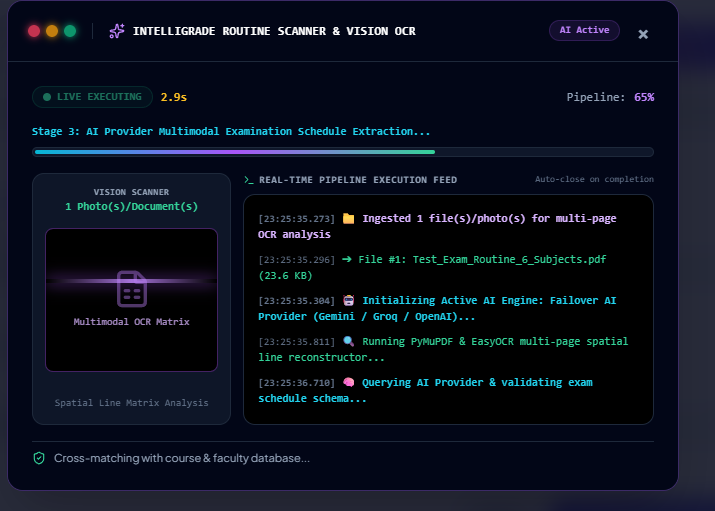 INTELLIGRADE ROUTINE SCANNER & VISION OCR
AI Active
LIVE EXECUTING 2.9s
Pipeline: 65%
Stage 3: AI Provider Multimodal Examination Schedule Extraction...
VISION SCANNER
1 Photo(s)/Document(s)
Multimodal OCR Matrix
Spatial Line Matrix Analysis
REAL-TIME PIPELINE EXECUTION FEED
Auto-close on completion
[23:25:35.273] 📁 Ingested 1 file(s)/photo(s) for multi-page
OCR analysis
[23:25:35.296] ➔ File #1: Test_Exam_Routine_6_Subjects.pdf
(23.6 KB)
[23:25:35.304] 🤖 Initializing Active AI Engine: Failover AI
Provider (Gemini / Groq / OpenAI)...
[23:25:35.811] 🔍 Running PyMuPDF & EasyOCR multi-page spatial
line reconstructor...
[23:25:36.710] 🧠 Querying AI Provider & validating exam
schedule schema...
Cross-matching with course & faculty database...